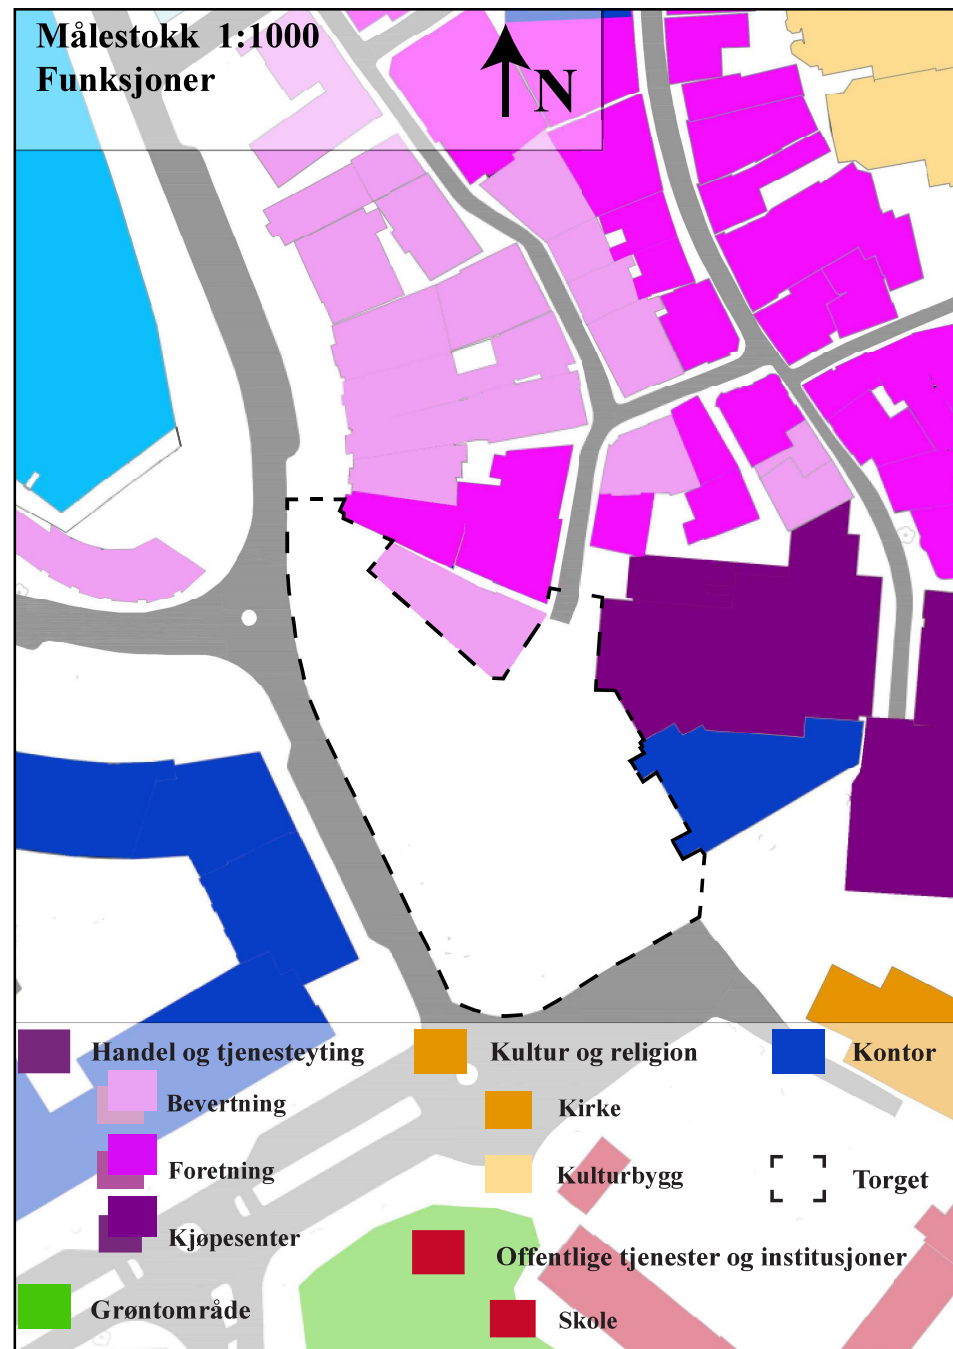 Målestokk 1:1000
Funksjoner
N
Handel og tjenesteyting
Bevertning
Foretning
Kjøpesenter
Grøntområde
Kultur og religion
Kirke
Kulturbygg
Offentlige tjenester og institusjoner
Skole
Kontor
Torget